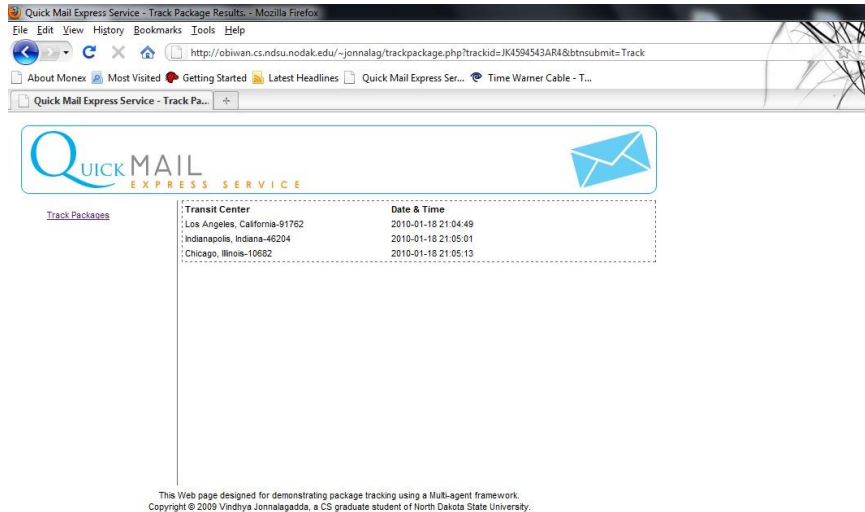 Quick Mail Express Service - Track Package Results. - Mozilla Firefox
File Edit View History Bookmarks Tools Help
http://obiwan.cs.ndsu.nodak.edu/~jonnalag/trackpackage.php?trackid=JK4594543AR4&btnsubmit=Track
About Monex Most Visited Getting Started Latest Headlines Quick Mail Express Ser... Time Warner Cable - T...
Quick Mail Express Service - Track Pa...
QUICK MAIL
EXPRESS SERVICE
Track Packages
Transit Center Date & Time
Los Angeles, California-91762 2010-01-18 21:04:49
Indianapolis, Indiana-46204 2010-01-18 21:05:01
Chicago, Illinois-10682 2010-01-18 21:05:13
This Web page designed for demonstrating package tracking using a Multi-agent framework.
Copyright © 2009 Vindhya Jonnalagadda, a CS graduate student of North Dakota State University.